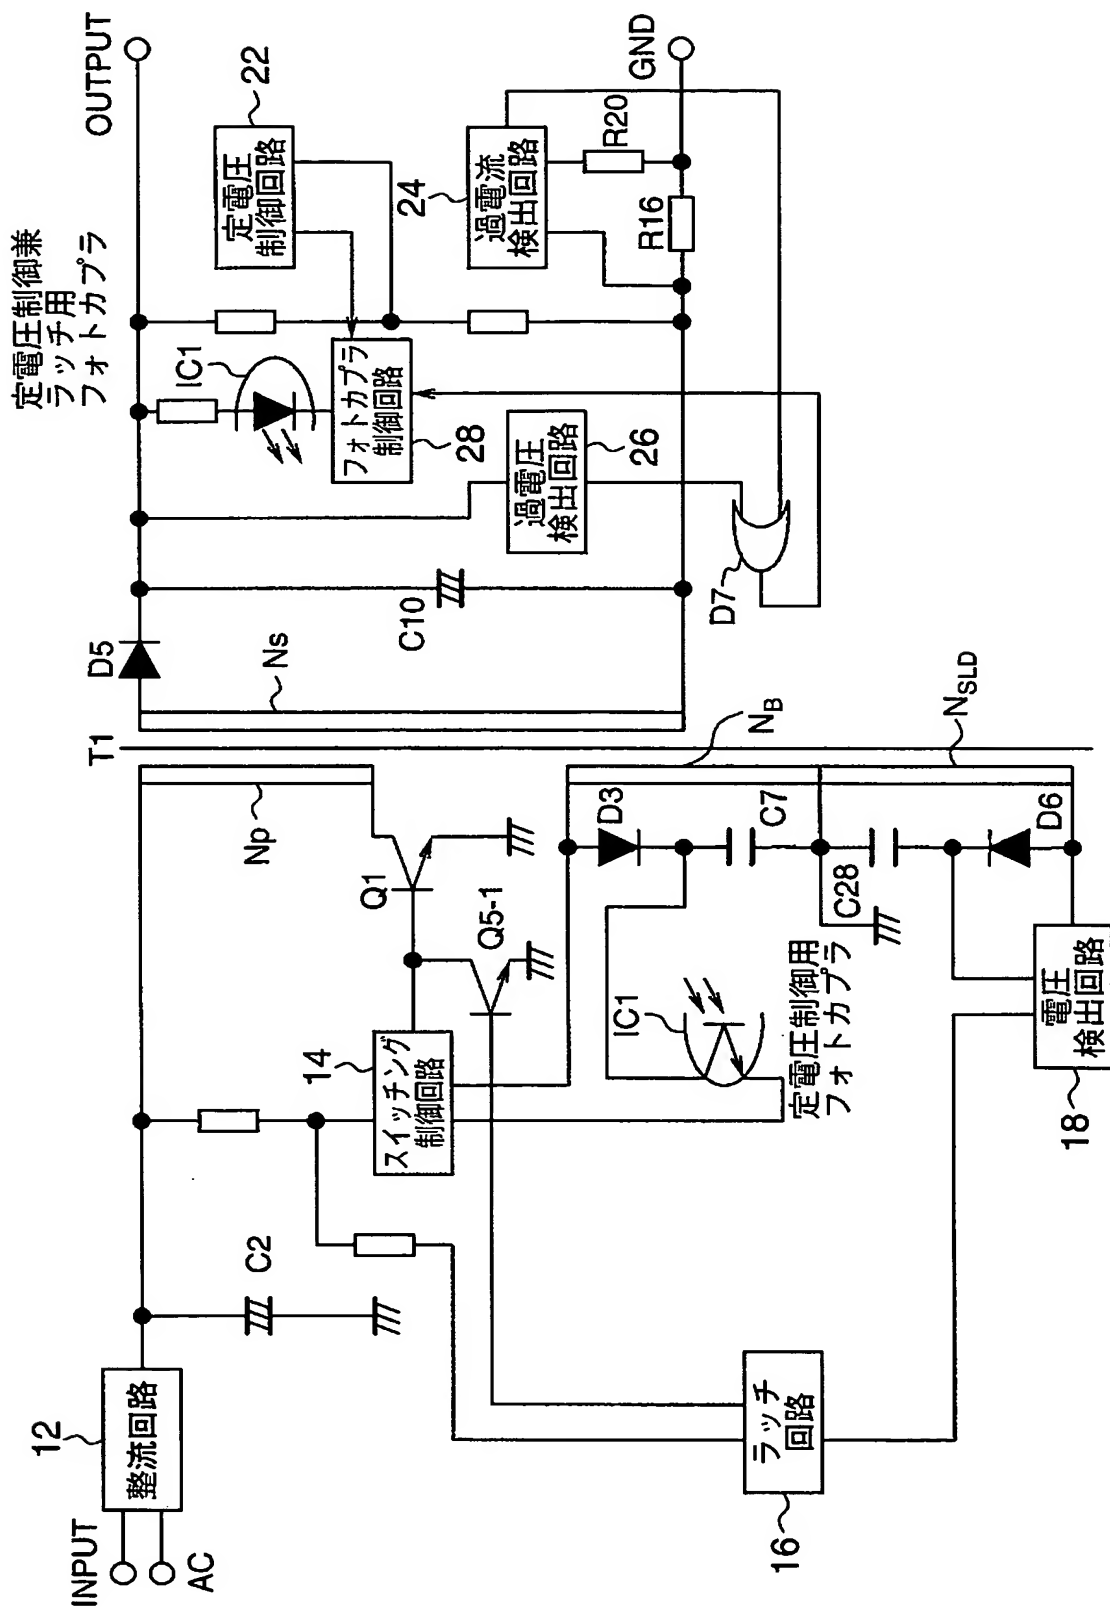 INPUT
AC
12
整流回路
C2
14
スイッチング
制御回路
Np
T1
Q1
Q5-1
16
ラッチ
回路
IC1
定電圧制御用
フォトカプラ
D3
C7
C28
D6
N_B
N_SLD
18
電圧
検出回路
D5
Ns
C10
定電圧制御兼
ラッチ用
フォトカプラ
IC1
フォトカプラ
制御回路
28
22
定電圧
制御回路
24
過電流
検出回路
26
過電圧
検出回路
R20
R16
D7
OUTPUT
GND